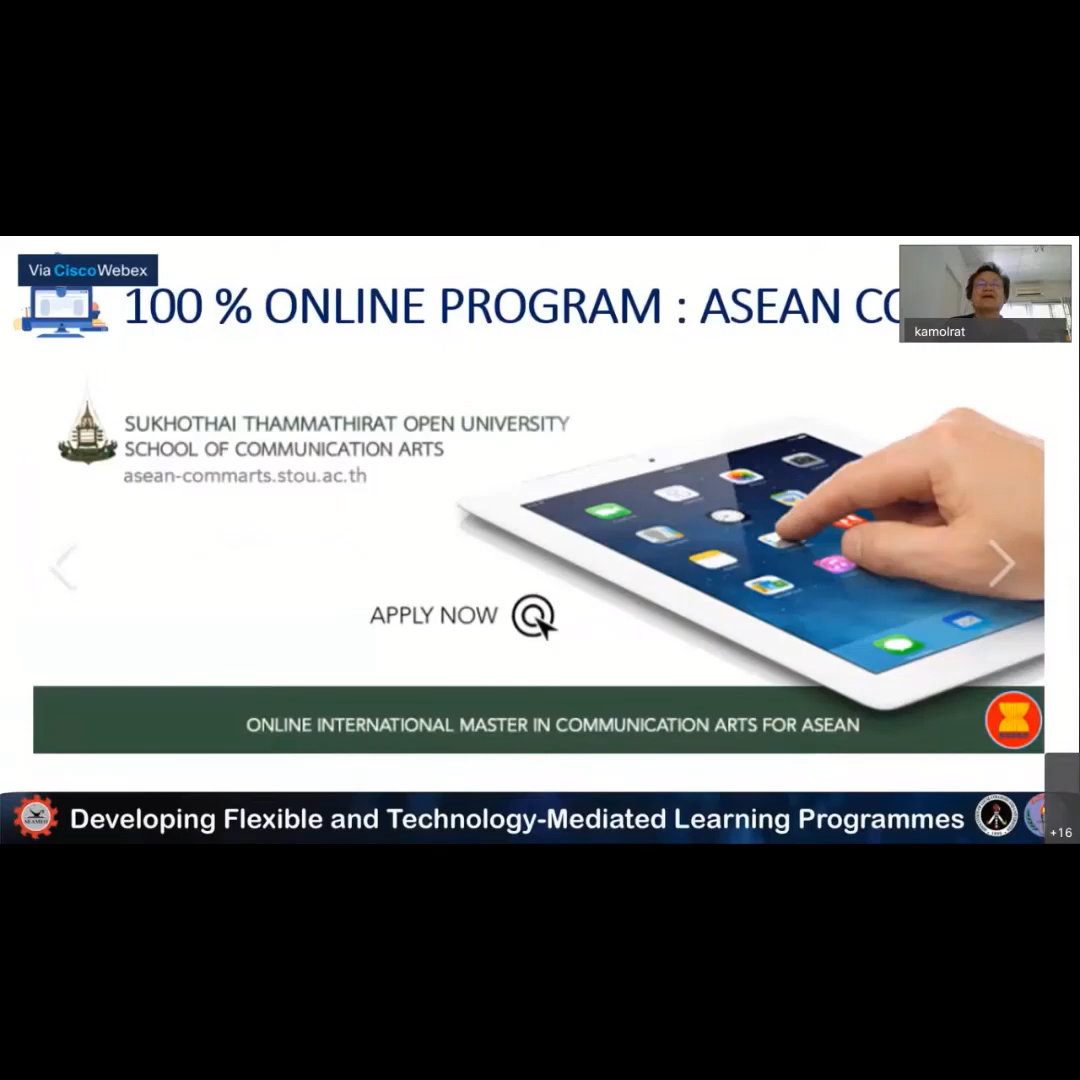 Via Cisco Webex
100 % ONLINE PROGRAM : ASEAN CO
kamolrat
SUKHOTHAI THAMMATHIRAT OPEN UNIVERSITY
SCHOOL OF COMMUNICATION ARTS
asean-commarts.stou.ac.th
APPLY NOW
ONLINE INTERNATIONAL MASTER IN COMMUNICATION ARTS FOR ASEAN
Developing Flexible and Technology-Mediated Learning Programmes
+16